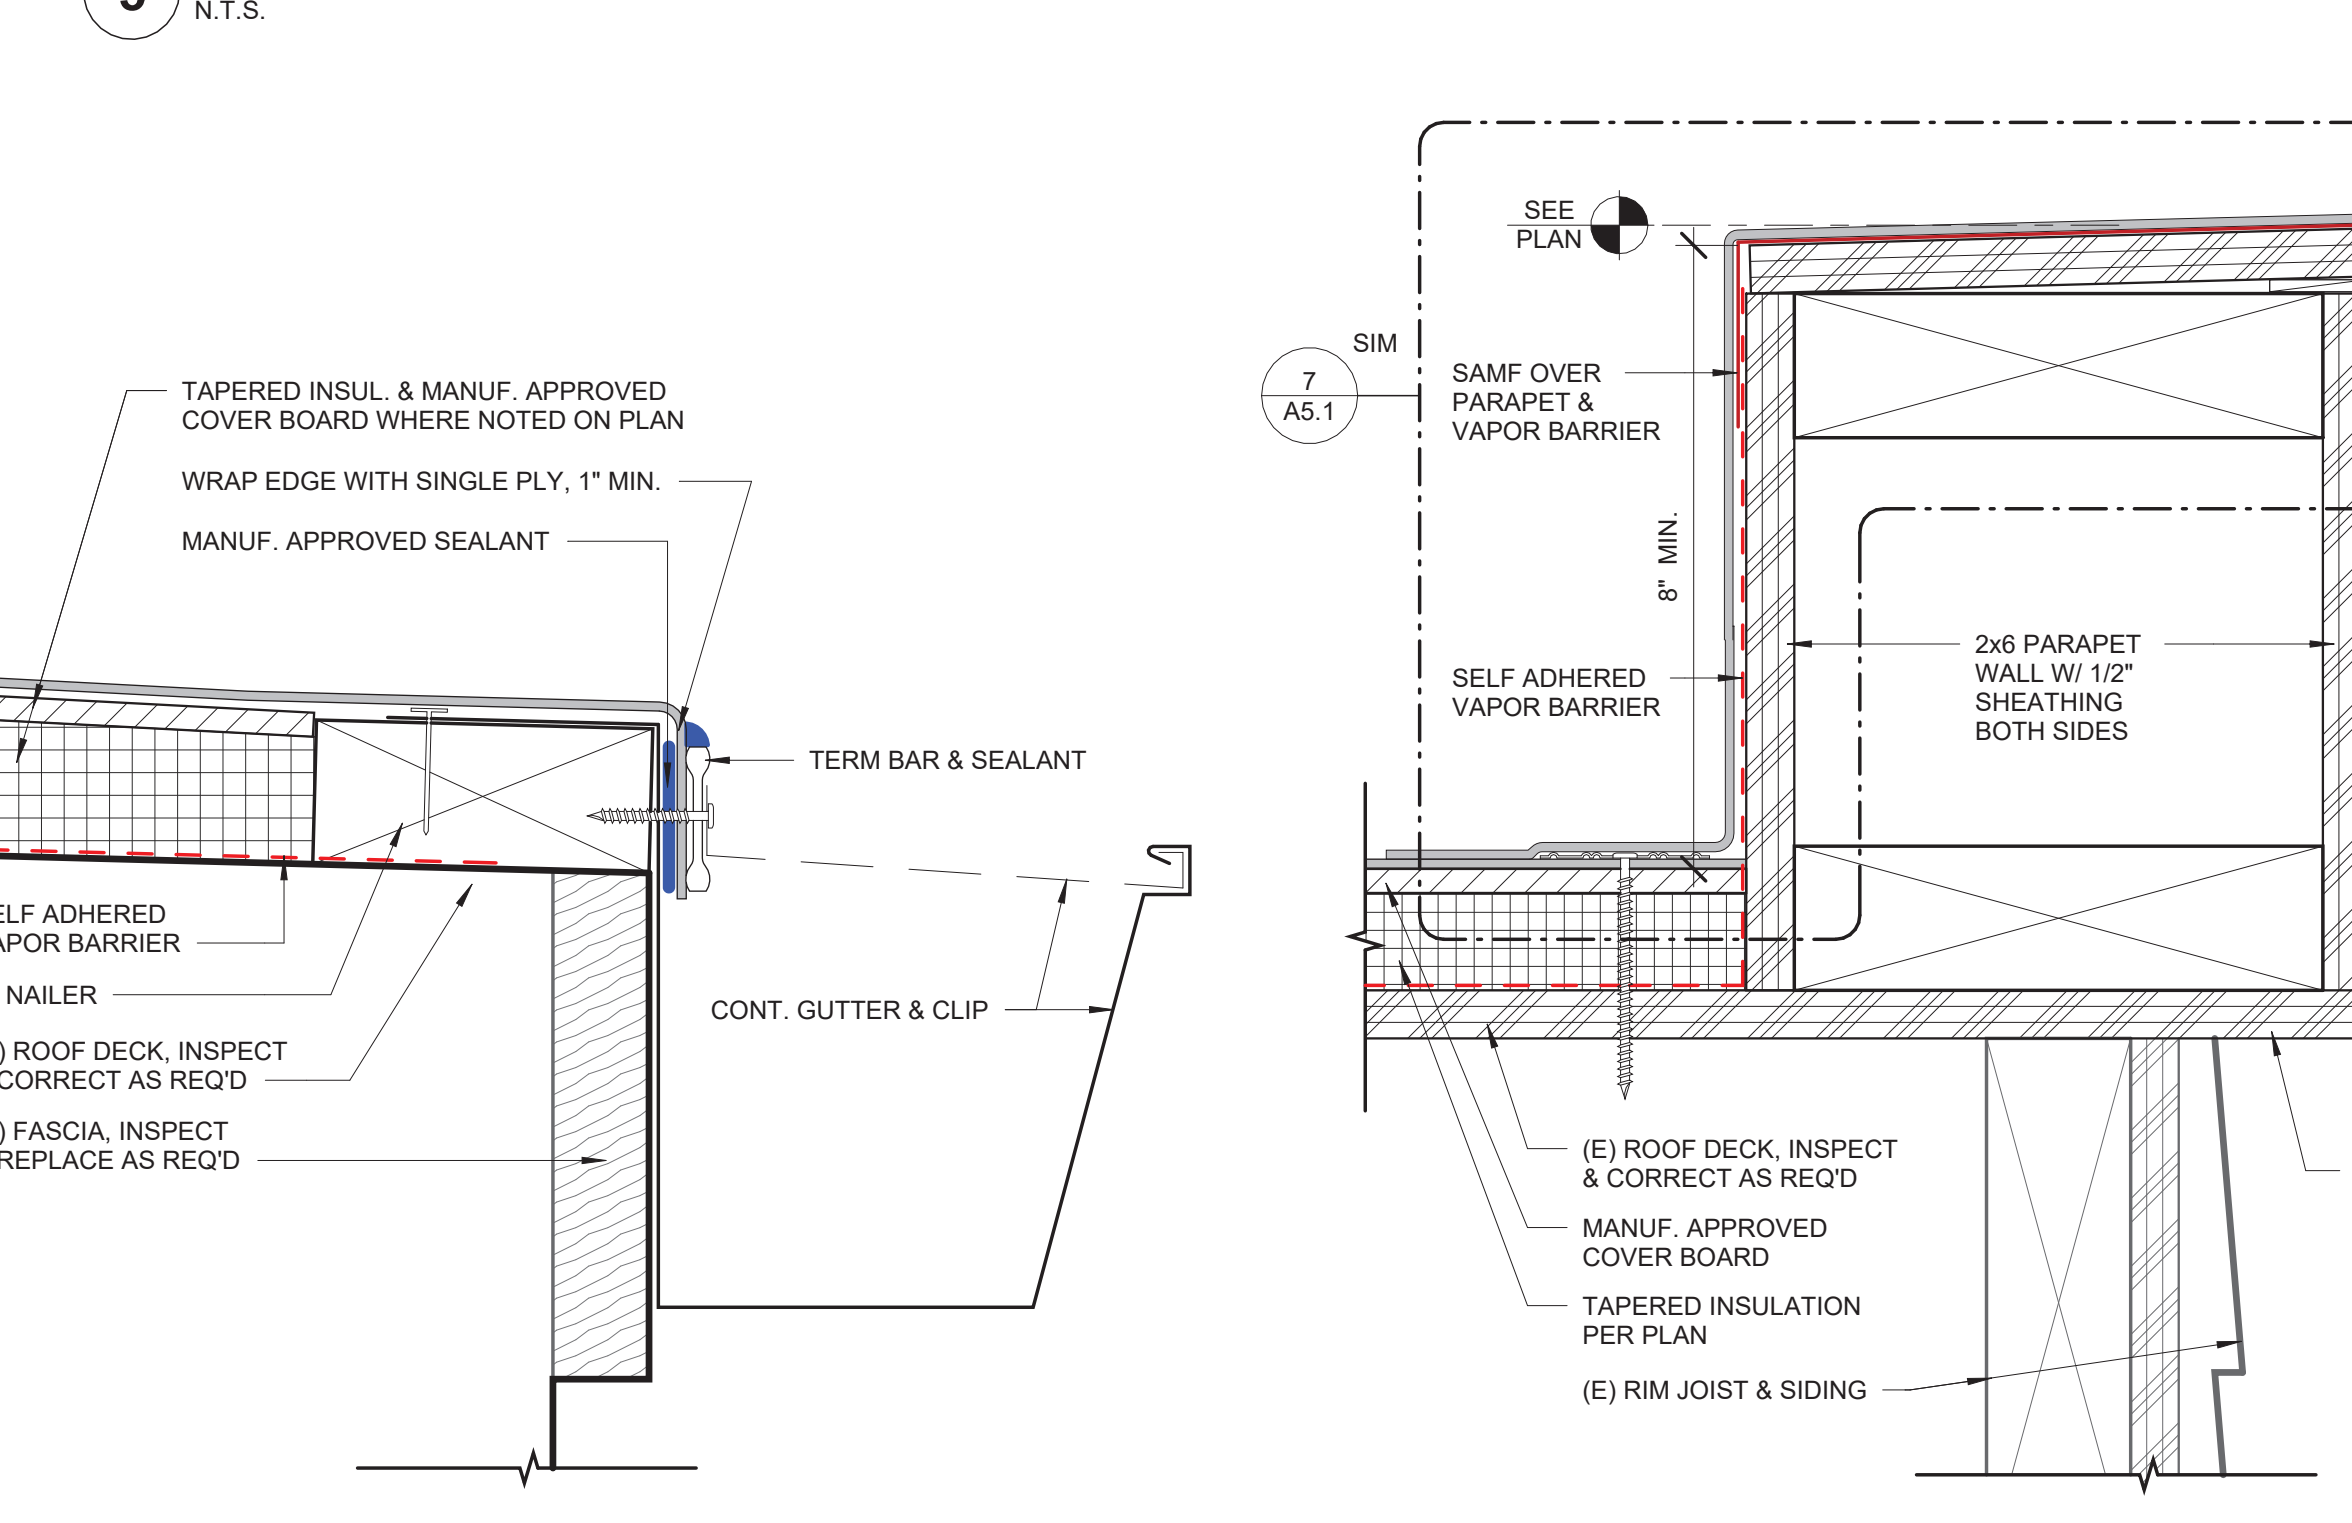 N.T.S.
TAPERED INSUL. & MANUF. APPROVED
COVER BOARD WHERE NOTED ON PLAN
WRAP EDGE WITH SINGLE PLY, 1" MIN.
MANUF. APPROVED SEALANT
TERM BAR & SEALANT
ADHERED
BARRIER
NAILER
) ROOF DECK, INSPECT
CORRECT AS REQ'D
) FASCIA, INSPECT
REPLACE AS REQ'D
CONT. GUTTER & CLIP
SEE
PLAN
SIM
7
A5.1
SAMF OVER
PARAPET &
VAPOR BARRIER
8" MIN.
SELF ADHERED
VAPOR BARRIER
2x6 PARAPET
WALL W/ 1/2"
SHEATHING
BOTH SIDES
(E) ROOF DECK, INSPECT
& CORRECT AS REQ'D
MANUF. APPROVED
COVER BOARD
TAPERED INSULATION
PER PLAN
(E) RIM JOIST & SIDING